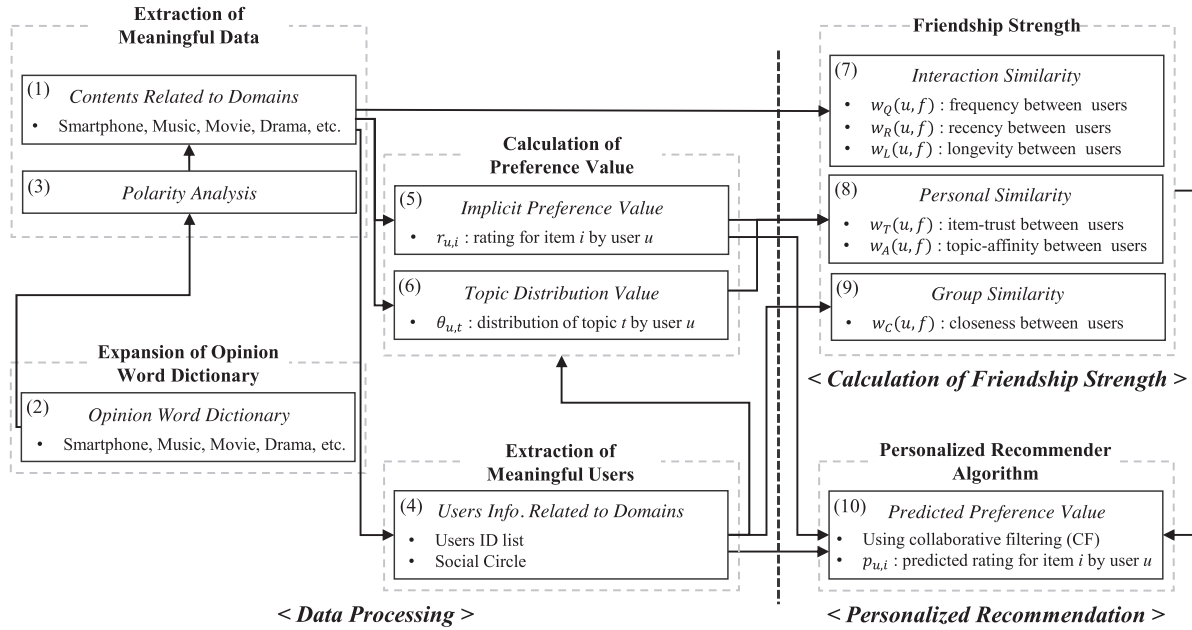 Extraction of
Meaningful Data
(1) Contents Related to Domains
• Smartphone, Music, Movie, Drama, etc.
(3) Polarity Analysis
Expansion of Opinion
Word Dictionary
(2) Opinion Word Dictionary
• Smartphone, Music, Movie, Drama, etc.
Calculation of
Preference Value
(5) Implicit Preference Value
• r_{u,i} : rating for item i by user u
(6) Topic Distribution Value
• θ_{u,t} : distribution of topic t by user u
Extraction of
Meaningful Users
(4) Users Info. Related to Domains
• Users ID list
• Social Circle
< Data Processing >
Friendship Strength
(7) Interaction Similarity
• w_Q(u, f) : frequency between users
• w_R(u, f) : recency between users
• w_L(u, f) : longevity between users
(8) Personal Similarity
• w_T(u, f) : item-trust between users
• w_A(u, f) : topic-affinity between users
(9) Group Similarity
• w_C(u, f) : closeness between users
< Calculation of Friendship Strength >
Personalized Recommender
Algorithm
(10) Predicted Preference Value
• Using collaborative filtering (CF)
• p_{u,i} : predicted rating for item i by user u
< Personalized Recommendation >